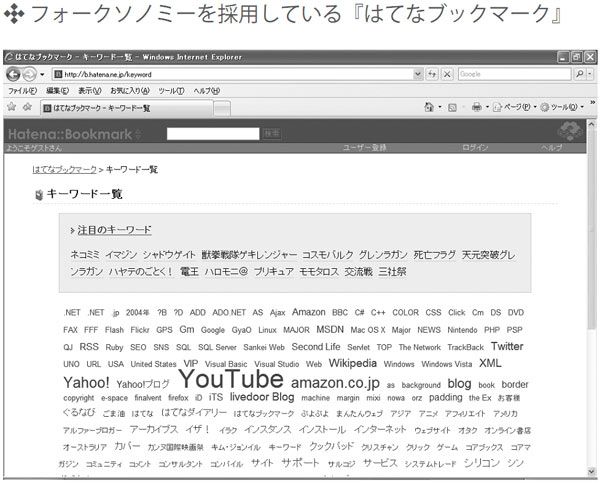 フォークソノミーを採用している『はてなブックマーク』
はてなブックマーク - キーワード一覧 - Windows Internet Explorer
http://b.hatena.ne.jp/keyword
Google
ファイル(F) 編集(E) 表示(V) お気に入り(A) ツール(T) ヘルプ(H)
はてなブックマーク - キーワード一覧
ページ(P) ツール(O)
Hatena::Bookmark
検索
ようこそゲストさん ユーザー登録 ログイン ヘルプ
はてなブックマーク > キーワード一覧
キーワード一覧
注目のキーワード
ネコミミ イマジン シャドウゲイト 獣拳戦隊ゲキレンジャー コスモバルク グレンラガン 死亡フラグ 天元突破グレ
ンラガン ハヤテのごとく! 電王 ハロモニ@ プリキュア モモタロス 交流戦 三社祭
.NET .NET .jp 2004年 ?B ?D ADD ADO.NET AS Ajax Amazon BBC C# C++ COLOR CSS Click Cm DS DVD
FAX FFF Flash Flickr GPS Gm Google GyaO Linux MAJOR MSDN Mac OS X Major NEWS Nintendo PHP PSP
QJ RSS Ruby SEO SNS SQL SQL Server Sankei Web Second Life Servlet TOP The Network TrackBack Twitter
UNO URL USA United States VIP Visual Basic Visual Studio Web Wikipedia Windows Windows Vista XML
Yahoo! Yahoo!ブログ YouTube amazon.co.jp as background blog book border
copyright e-space finalvent firefox iD iTS livedoor Blog machine margin mixi nowa orz padding the Ex お客様
ぐるなび ごま油 はてな はてなダイアリー はてなブックマーク ぷよぷよ まんたんウェブ アジア アニメ アフィリエイト アメリカ
アルファーブロガー アーカイブス イザ! イラク インスタンス インストール インターネット ウェブサイト オタク オンライン書店
オーストラリア カバー カンヌ国際映画祭 キム・ジョンイル キーワード クックパッド クリスチャン クリック ゲーム コアブックス コアマ
ガジン コミュニティ コメント コンサルタント コンパイル サイト サポート サルコジ サービス システムトレード シリコン シン